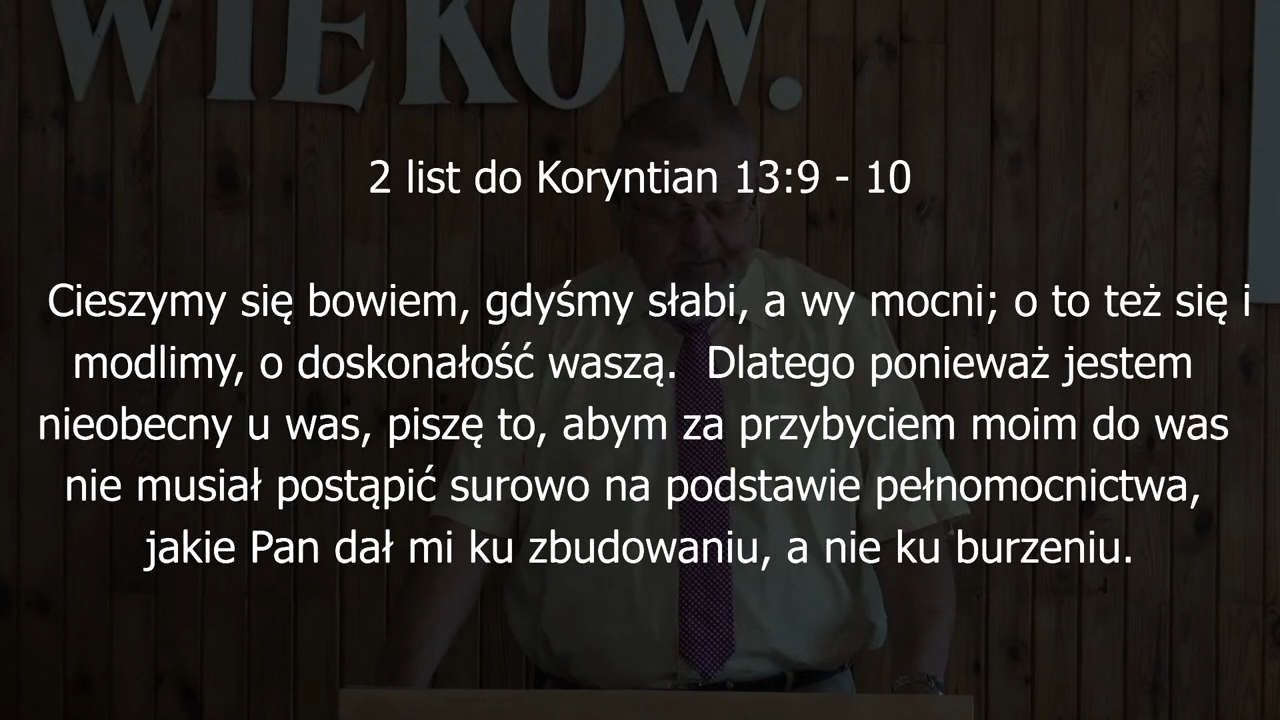 WIEKÓW.
2 list do Koryntian 13:9 - 10
Cieszymy się bowiem, gdyśmy słabi, a wy mocni; o to też się i
modlimy, o doskonałość waszą.  Dlatego ponieważ jestem
nieobecny u was, piszę to, abym za przybyciem moim do was
nie musiał postąpić surowo na podstawie pełnomocnictwa,
jakie Pan dał mi ku zbudowaniu, a nie ku burzeniu.